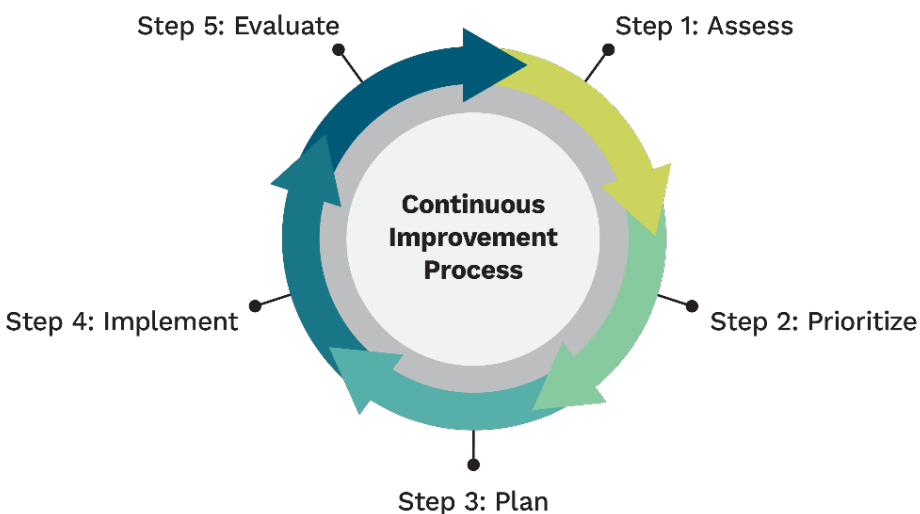 Step 5: Evaluate
Step 1: Assess
Continuous
Improvement
Process
Step 4: Implement
Step 2: Prioritize
Step 3: Plan